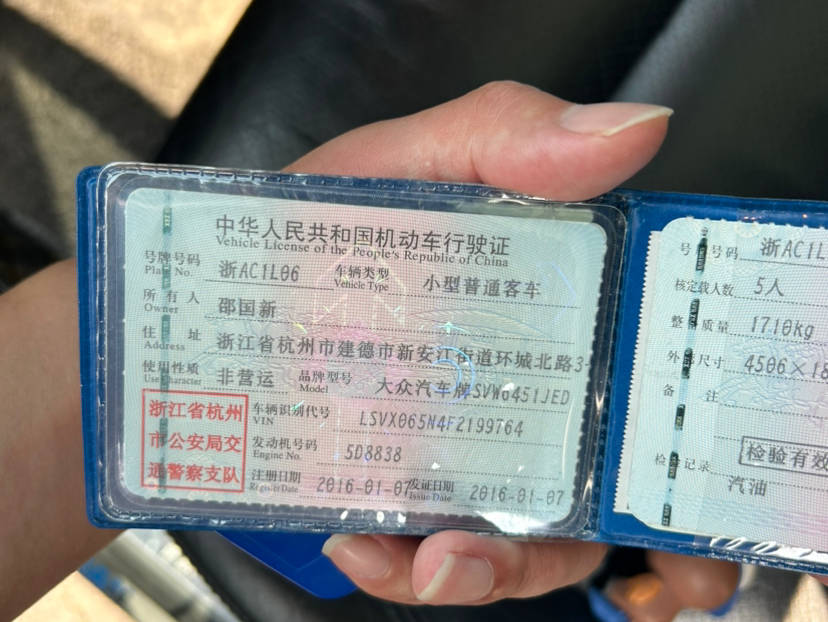 中华人民共和国机动车行驶证
Vehicle License of the People's Republic of China
号牌号码 浙AC1L06 车辆类型 小型普通客车
Plate No. Vehicle Type
所有人 邵国新
Owner
住址 浙江省杭州市建德市新安江街道环城北路3
Address
使用性质 非营运 品牌型号 大众汽车牌SVW6451JED
Use Character Model
浙江省杭州
市公安局交
通警察支队
车辆识别代号 LSVX065N4F2199764
VIN
发动机号码 5D8838
Engine No.
注册日期 2016-01-07 发证日期 2016-01-07
Register Date Issue Date
号牌号码 浙AC1L
核定载人数 5人
整备质量 1710kg
外廓尺寸 4506×18
备注
检验有效
检验记录
汽油